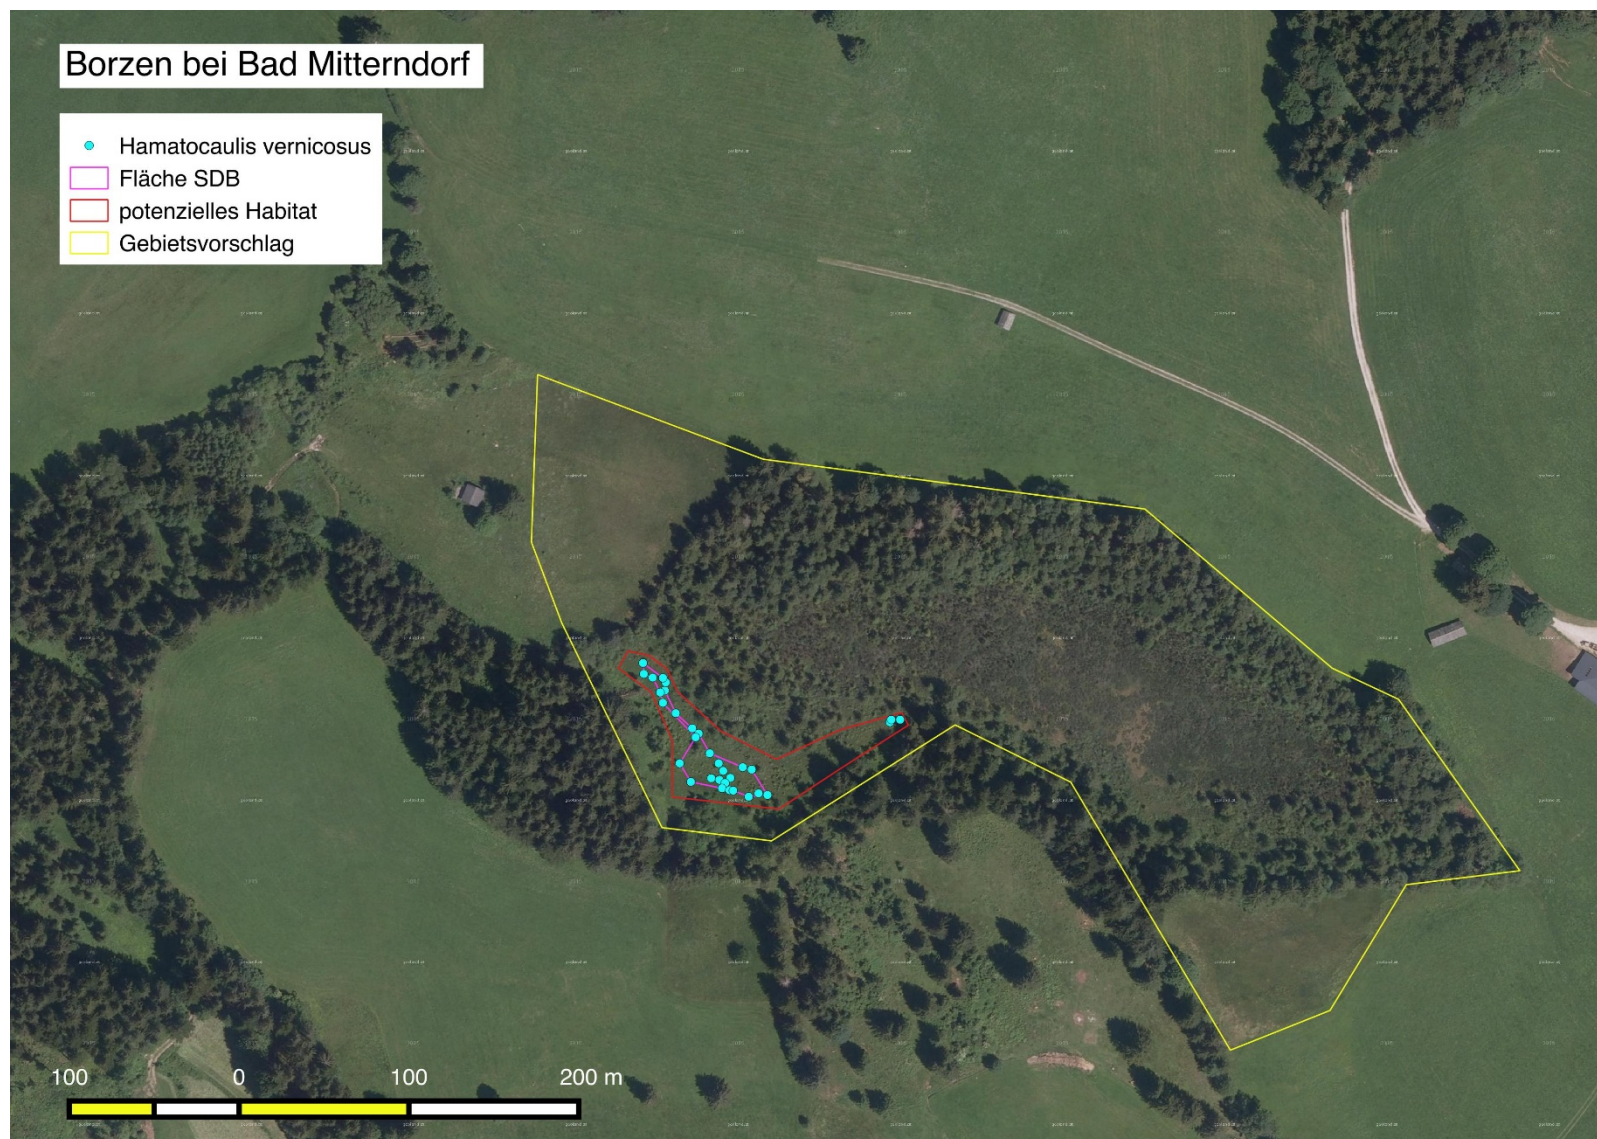 Borzen bei Bad Mitterndorf
Hamatocaulis vernicosus
Fläche SDB
potenzielles Habitat
Gebietsvorschlag
100 0 100 200 m